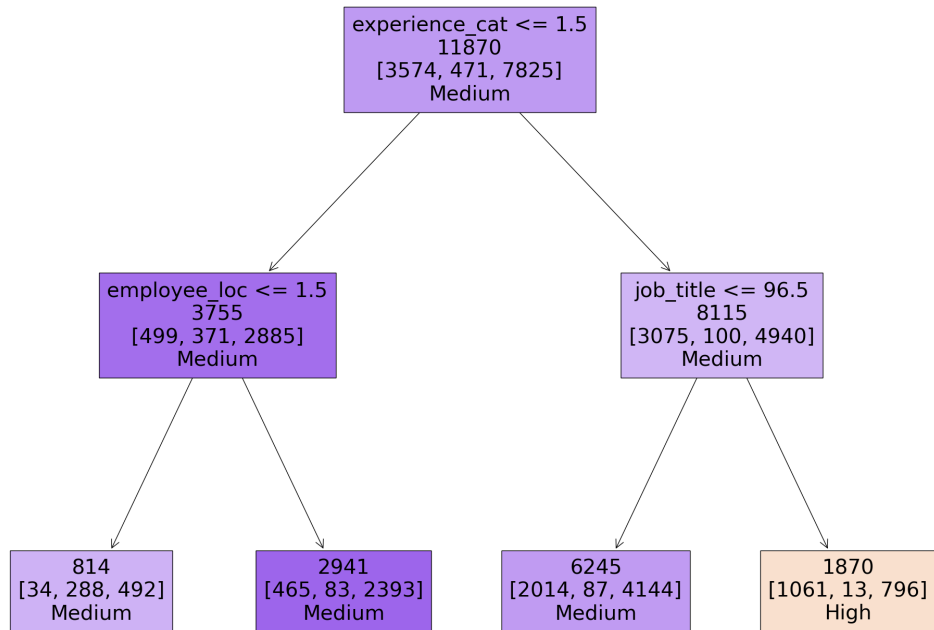 experience_cat <= 1.5
11870
[3574, 471, 7825]
Medium
employee_loc <= 1.5
3755
[499, 371, 2885]
Medium
job_title <= 96.5
8115
[3075, 100, 4940]
Medium
814
[34, 288, 492]
Medium
2941
[465, 83, 2393]
Medium
6245
[2014, 87, 4144]
Medium
1870
[1061, 13, 796]
High